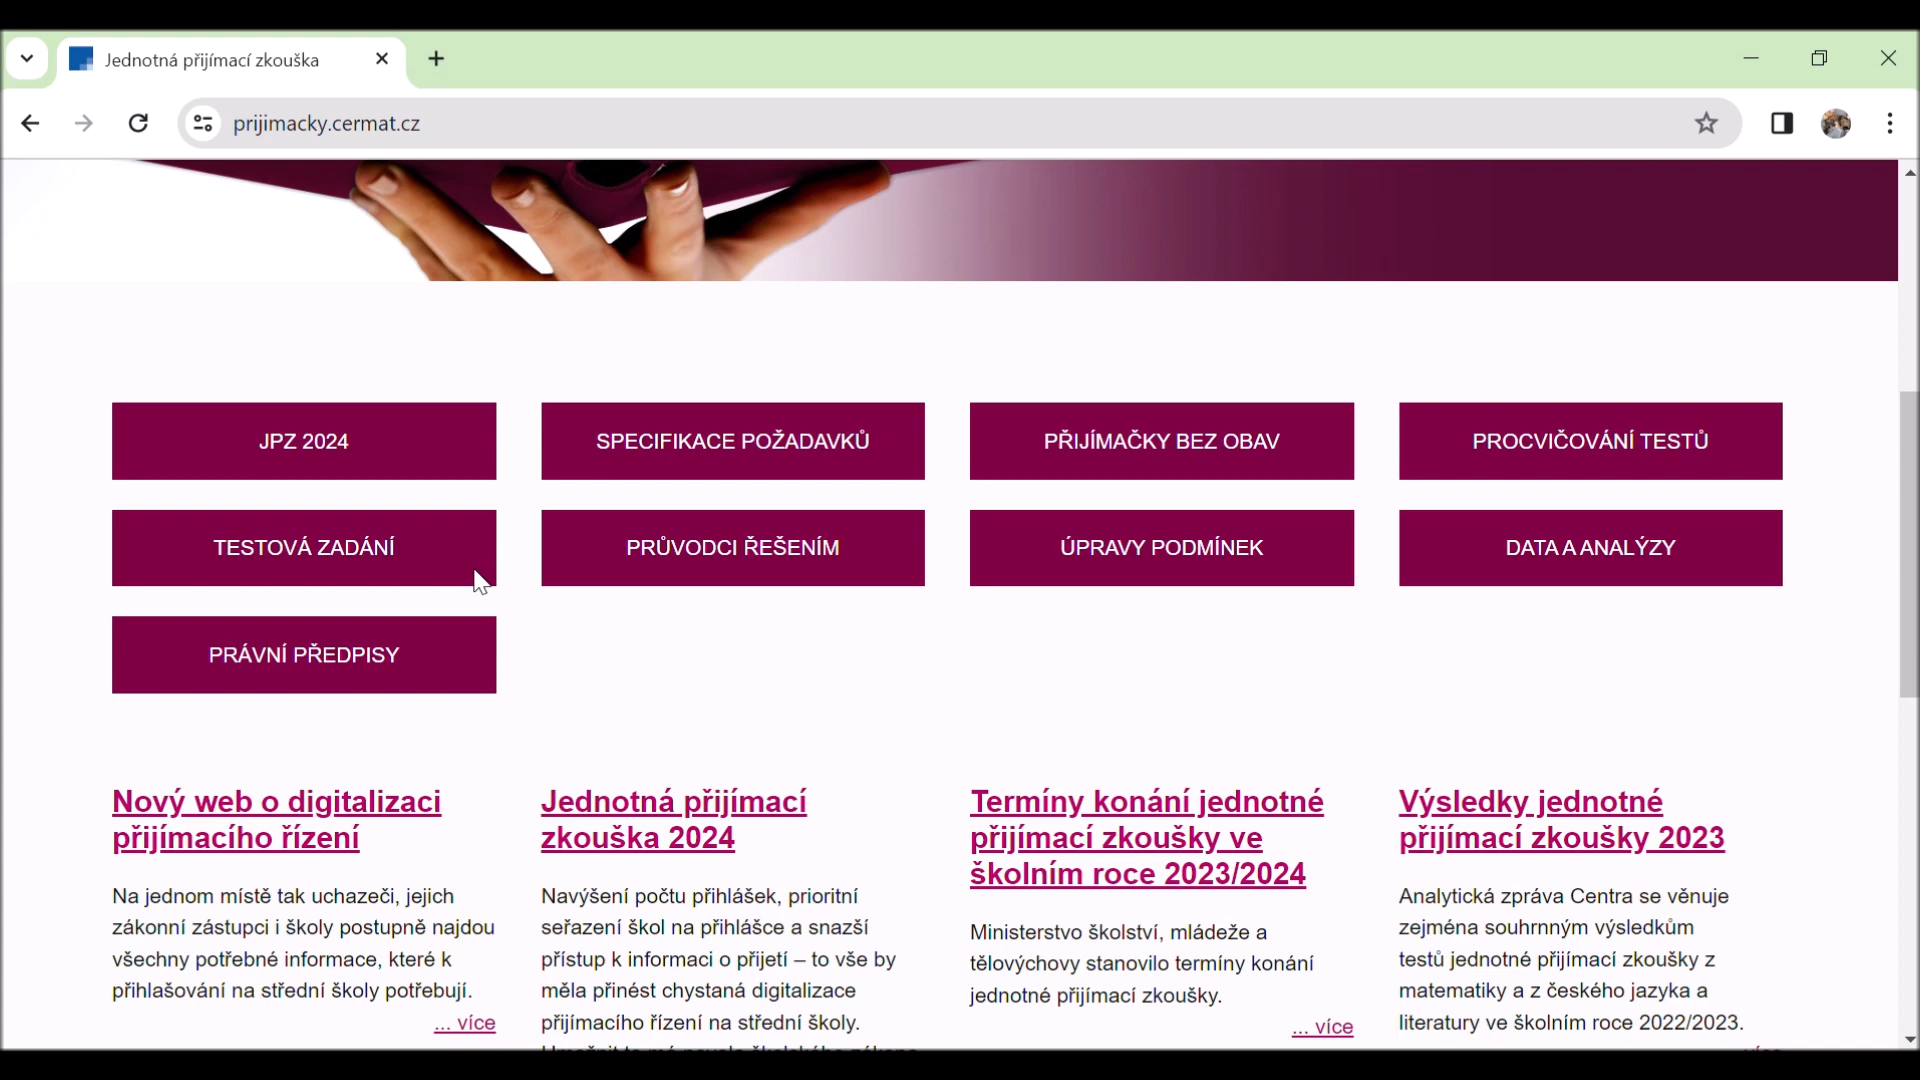 Jednotná přijímací zkouška
prijimacky.cermat.cz
JPZ 2024
SPECIFIKACE POŽADAVKŮ
PŘIJÍMAČKY BEZ OBAV
PROCVIČOVÁNÍ TESTŮ
TESTOVÁ ZADÁNÍ
PRŮVODCI ŘEŠENÍM
ÚPRAVY PODMÍNEK
DATA A ANALÝZY
PRÁVNÍ PŘEDPISY
Nový web o digitalizaci
přijímacího řízení
Na jednom místě tak uchazeči, jejich
zákonní zástupci i školy postupně najdou
všechny potřebné informace, které k
přihlašování na střední školy potřebují.
... více
Jednotná přijímací
zkouška 2024
Navýšení počtu přihlášek, prioritní
seřazení škol na přihlášce a snazší
přístup k informaci o přijetí – to vše by
měla přinést chystaná digitalizace
přijímacího řízení na střední školy.
Termíny konání jednotné
přijímací zkoušky ve
školním roce 2023/2024
Ministerstvo školství, mládeže a
tělovýchovy stanovilo termíny konání
jednotné přijímací zkoušky.
... více
Výsledky jednotné
přijímací zkoušky 2023
Analytická zpráva Centra se věnuje
zejména souhrnným výsledkům
testů jednotné přijímací zkoušky z
matematiky a z českého jazyka a
literatury ve školním roce 2022/2023.